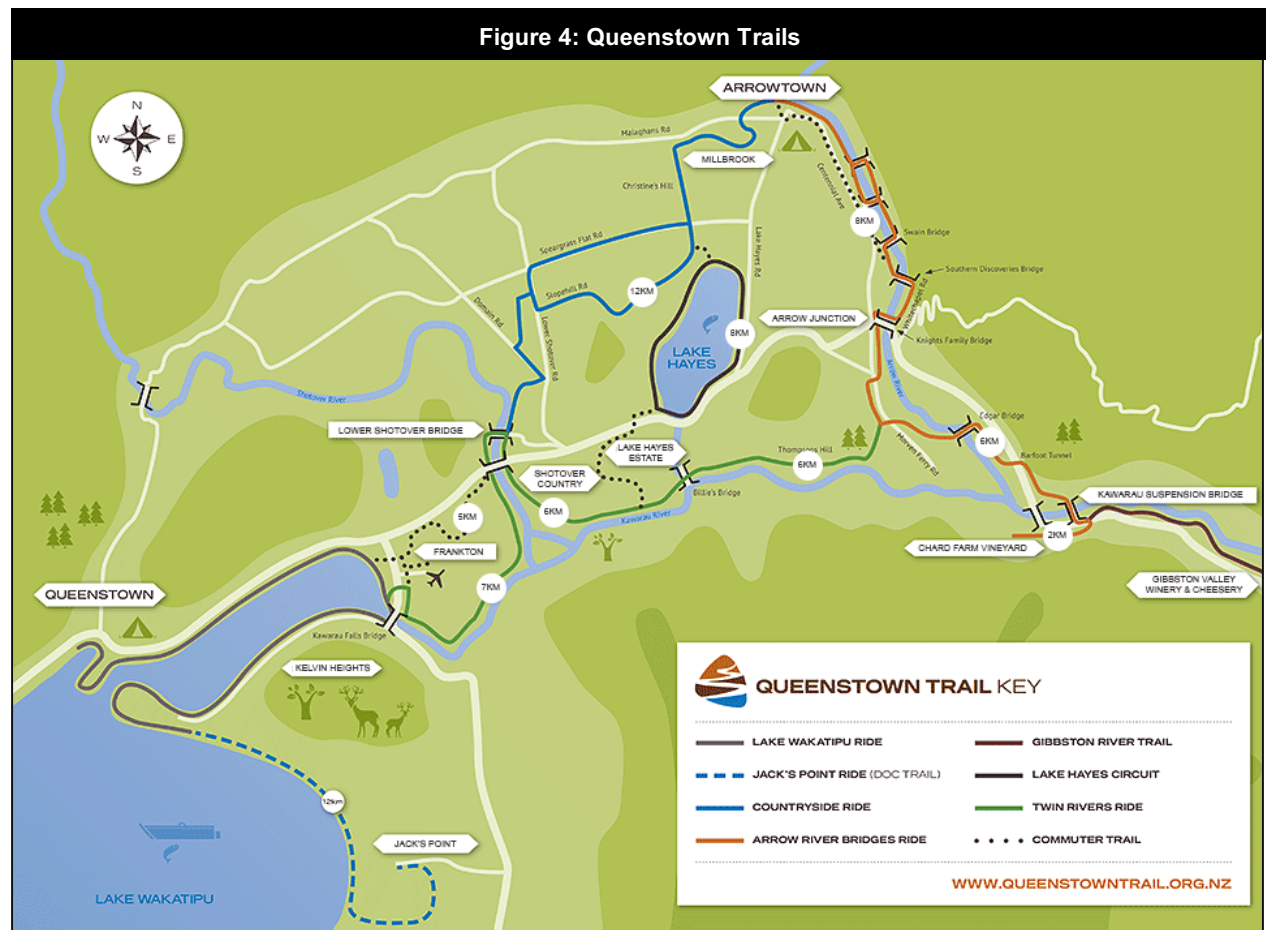 Figure 4: Queenstown Trails
N
W
E
S
ARROWTOWN
Malaghans Rd
MILLBROOK
Christine's Hill
Centennial Ave
8KM
Swain Bridge
Speargrass Flat Rd
Lake Hayes Rd
Southern Discoveries Bridge
Slopehill Rd
12KM
Whitechapel Rd
Domain Rd
Lower Shotover Rd
ARROW JUNCTION
8KM
Knights Family Bridge
LAKE
HAYES
Arrow River
Shotover River
LOWER SHOTOVER BRIDGE
Edgar Bridge
LAKE HAYES
ESTATE
Thompsons Hill
Morven Ferry Rd
6KM
Barfoot Tunnel
SHOTOVER
COUNTRY
6KM
Billie's Bridge
KAWARAU SUSPENSION BRIDGE
5KM
6KM
Kawarau River
2KM
FRANKTON
CHARD FARM VINEYARD
7KM
GIBBSTON VALLEY
WINERY & CHEESERY
QUEENSTOWN
Kawarau Falls Bridge
KELVIN HEIGHTS
12km
JACK'S POINT
LAKE WAKATIPU
QUEENSTOWN TRAIL KEY
LAKE WAKATIPU RIDE
GIBBSTON RIVER TRAIL
JACK'S POINT RIDE (DOC TRAIL)
LAKE HAYES CIRCUIT
COUNTRYSIDE RIDE
TWIN RIVERS RIDE
ARROW RIVER BRIDGES RIDE
COMMUTER TRAIL
WWW.QUEENSTOWNTRAIL.ORG.NZ